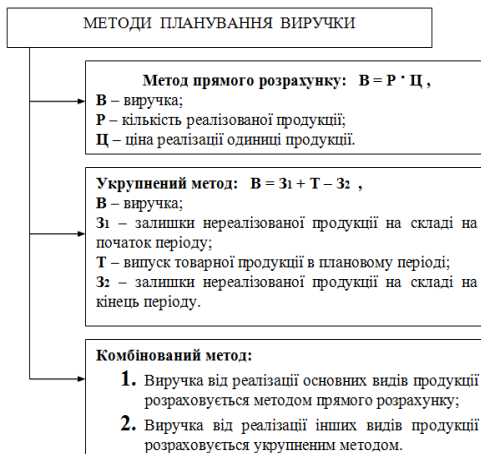 МЕТОДИ ПЛАНУВАННЯ ВИРУЧКИ
Метод прямого розрахунку: В = Р · Ц ,
В – виручка;
Р – кількість реалізованої продукції;
Ц – ціна реалізації одиниці продукції.
Укрупнений метод: В = З1 + Т – З2 ,
В – виручка;
З1 – залишки нереалізованої продукції на складі на
початок періоду;
Т – випуск товарної продукції в плановому періоді;
З2 – залишки нереалізованої продукції на складі на
кінець періоду.
Комбінований метод:
1. Виручка від реалізації основних видів продукції
розраховується методом прямого розрахунку;
2. Виручка від реалізації інших видів продукції
розраховується укрупненим методом.